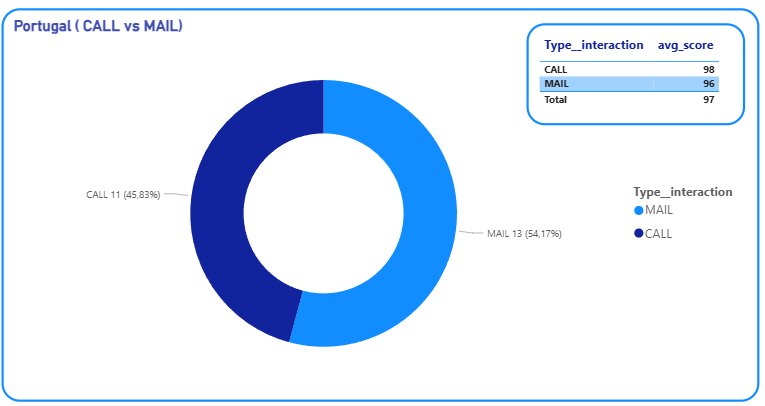 Portugal ( CALL vs MAIL)
Type__interaction avg_score
CALL 98
MAIL 96
Total 97
CALL 11 (45,83%)
MAIL 13 (54,17%)
Type__interaction
MAIL
CALL